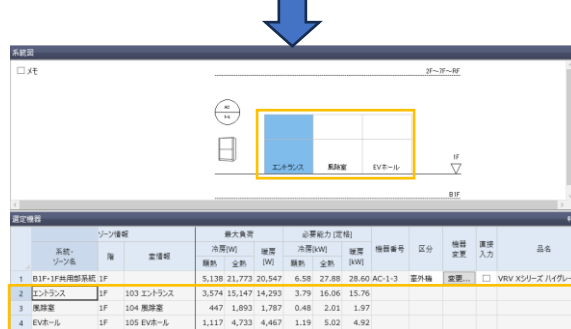 系統図
メモ
2F~7F~RF
AC
1-3
エントランス 風除室 EVホール
1F
B1F
選定機器
ゾーン情報 最大負荷 必要能力 [定格]
系統・ゾーン名 階 室情報 冷房[W] 暖房[W] 冷房[kW] 暖房[kW] 機器番号 区分 機器変更 直接入力 品名
顕熱 全熱 顕熱 全熱
1 B1F・1F共用部系統 1F 5,138 21,773 20,547 6.58 27.88 28.60 AC-1-3 室外機 変更... VRV Xシリーズ ハイグレー
2 エントランス 1F 103 エントランス 3,574 15,147 14,293 3.79 16.06 15.76
3 風除室 1F 104 風除室 447 1,893 1,787 0.48 2.01 1.97
4 EVホール 1F 105 EVホール 1,117 4,733 4,467 1.19 5.02 4.92